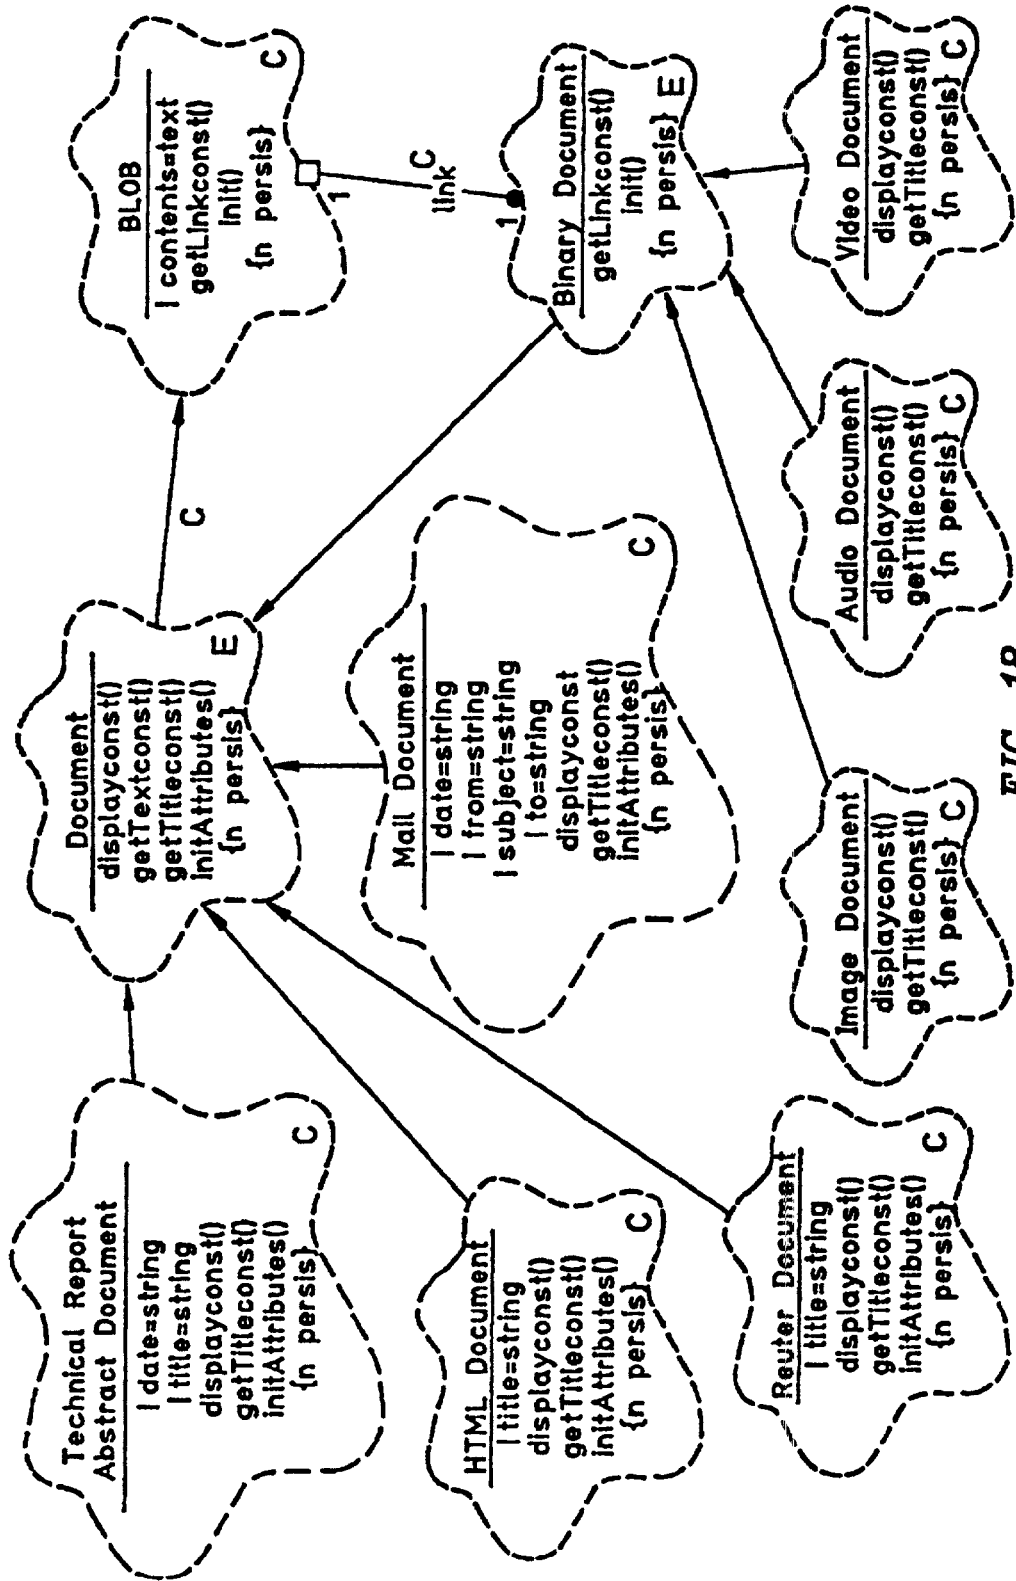 Technical Report
Abstract Document
| date=string
| title=string
displayconst()
getTitleconst()
initAttributes()
{n persis}
C
Document
displayconst()
getTextconst()
getTitleconst()
initAttributes()
{n persis}
E
C
BLOB
| contents=text
getLinkconst()
init()
{n persis}
C
1
C
link
1
HTML Document
| title=string
displayconst()
getTitleconst()
initAttributes()
{n persis}
C
Mail Document
| date=string
| from=string
| subject=string
| to=string
displayconst
getTitleconst()
initAttributes()
{n persis}
C
Binary Document
getLinkconst()
init()
{n persis}
E
Reuter Document
| title=string
displayconst()
getTitleconst()
initAttributes()
{n persis}
C
Image Document
displayconst()
getTitleconst()
{n persis} C
Audio Document
displayconst()
getTitleconst()
{n persis} C
Video Document
displayconst()
getTitleconst()
{n persis} C